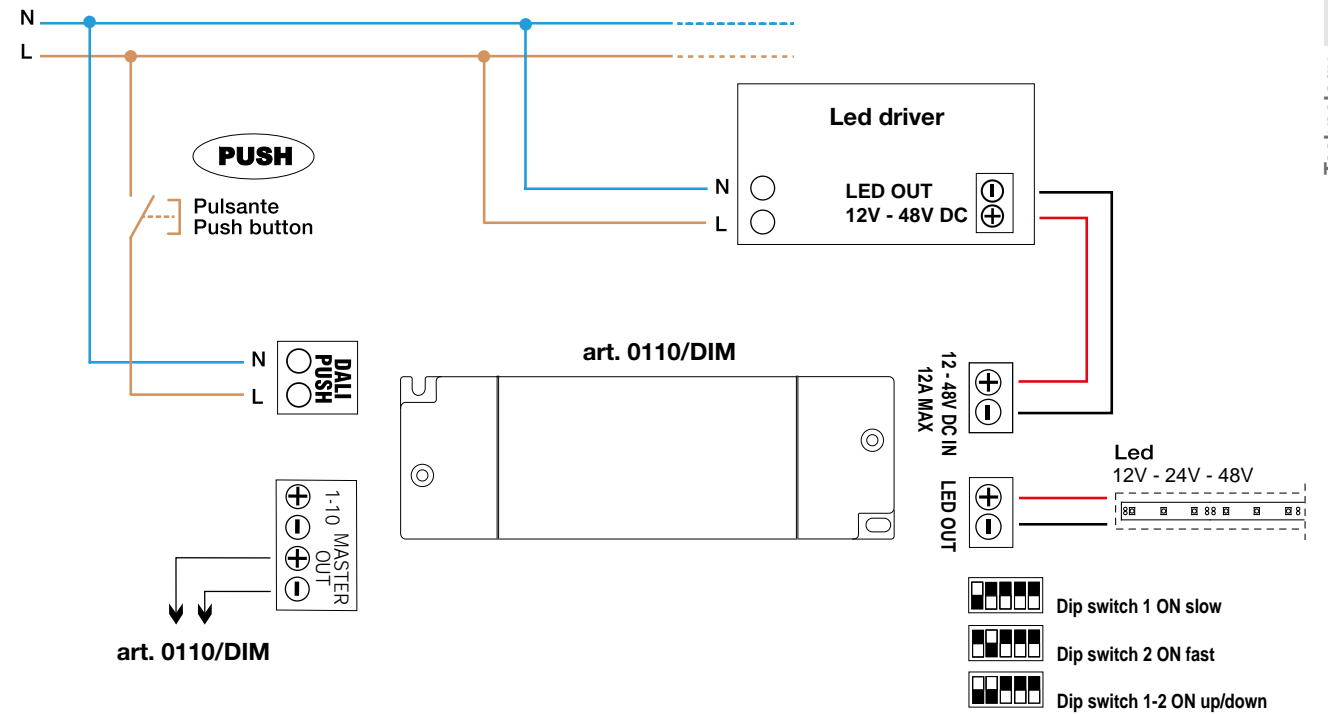 N
L
PUSH
Pulsante
Push button
Led driver
N
L
LED OUT
12V - 48V DC
art. 0110/DIM
N
L
DALI
PUSH
12 - 48V DC IN
12A MAX
1-10
MASTER
OUT
LED OUT
Led
12V - 24V - 48V
art. 0110/DIM
Dip switch 1 ON slow
Dip switch 2 ON fast
Dip switch 1-2 ON up/down